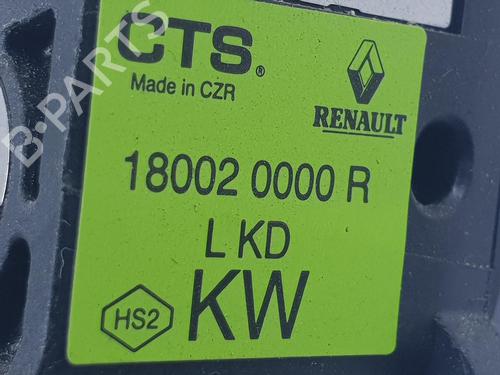 CTS®
Made in CZR
RENAULT
18002 0000 R
L KD
HS2
KW
B-PARTS